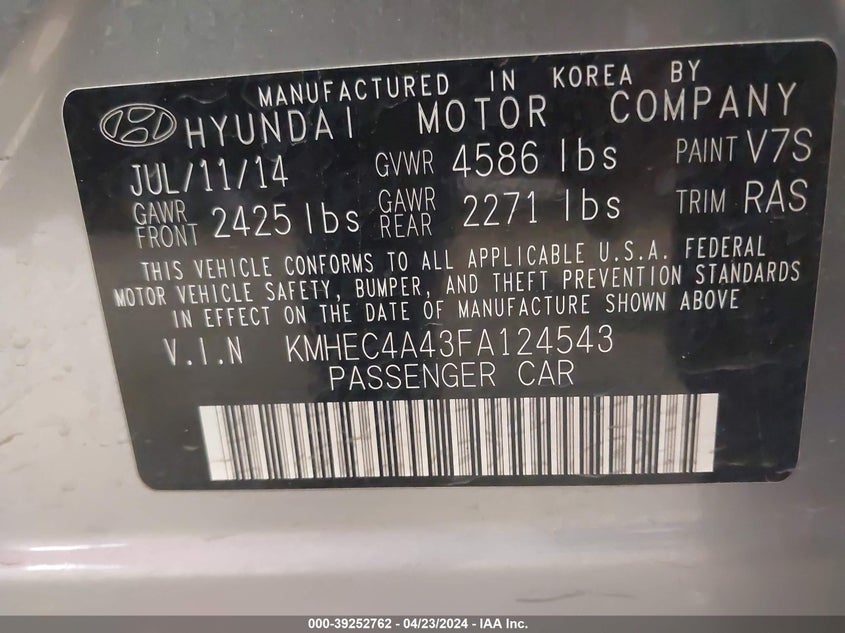 MANUFACTURED IN KOREA BY
HYUNDAI MOTOR COMPANY
JUL/11/14 GVWR 4586 lbs PAINT V7S
GAWR FRONT 2425 lbs GAWR REAR 2271 lbs TRIM RAS
THIS VEHICLE CONFORMS TO ALL APPLICABLE U.S.A. FEDERAL
MOTOR VEHICLE SAFETY, BUMPER, AND THEFT PREVENTION STANDARDS
IN EFFECT ON THE DATE OF MANUFACTURE SHOWN ABOVE
V.I.N KMHEC4A43FA124543
PASSENGER CAR
000-39252762 - 04/23/2024 - IAA Inc.